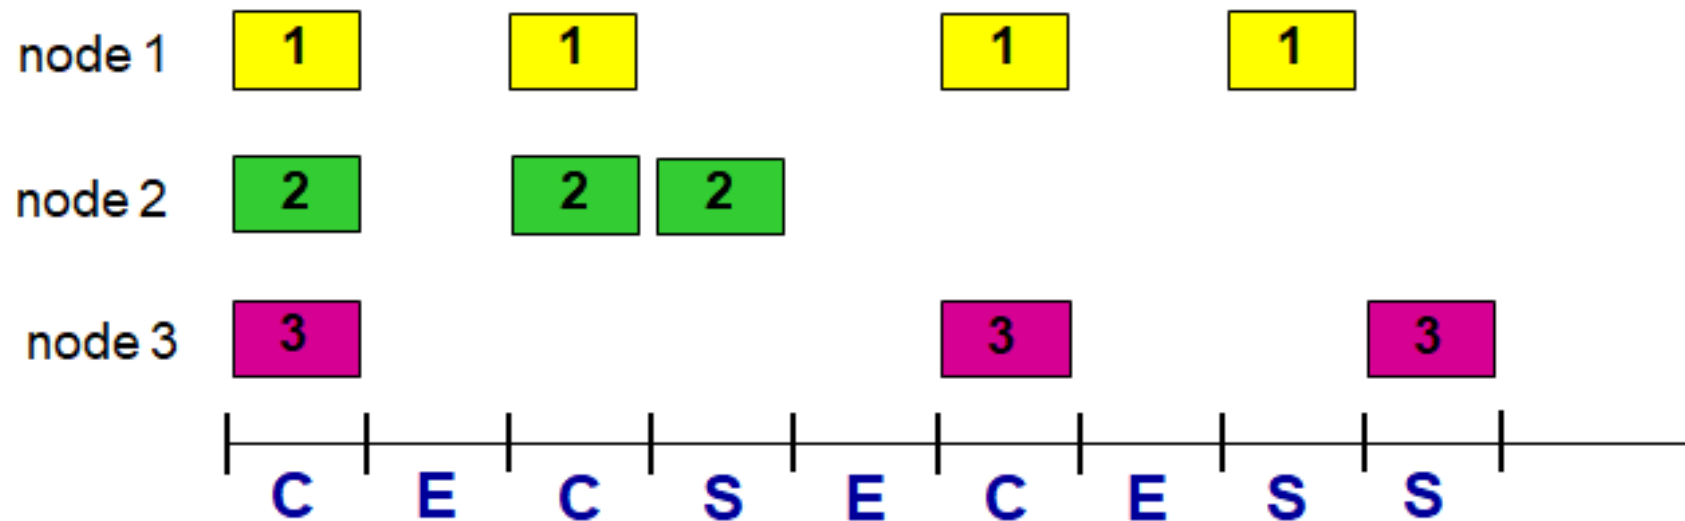 node 1 1 1 1 1
node 2 2 2 2
node 3 3 3 3
C E C S E C E S S